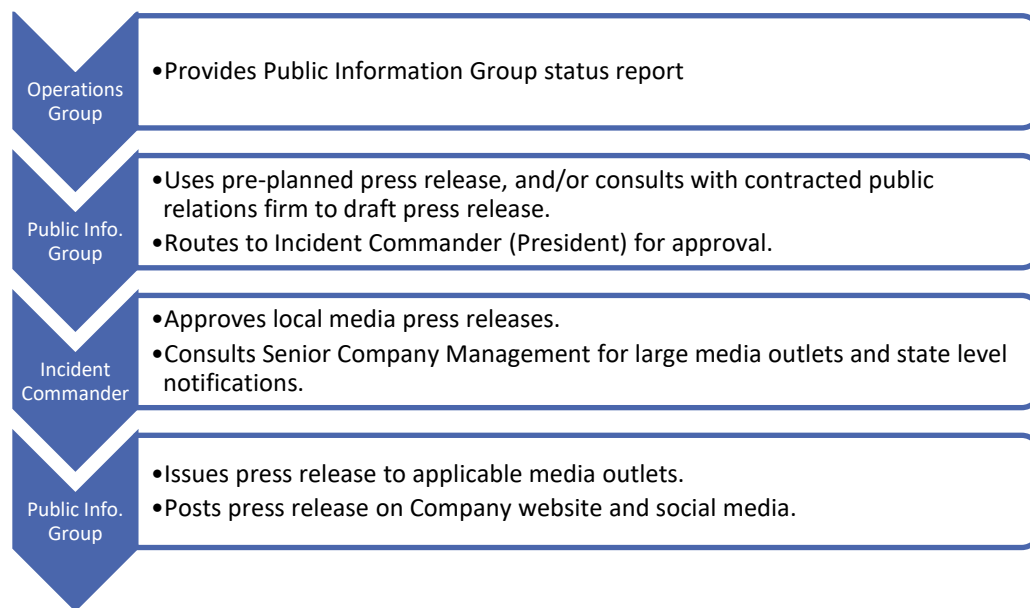 Operations
Group
•Provides Public Information Group status report
Public Info.
Group
•Uses pre-planned press release, and/or consults with contracted public
relations firm to draft press release.
•Routes to Incident Commander (President) for approval.
Incident
Commander
•Approves local media press releases.
•Consults Senior Company Management for large media outlets and state level
notifications.
Public Info.
Group
•Issues press release to applicable media outlets.
•Posts press release on Company website and social media.